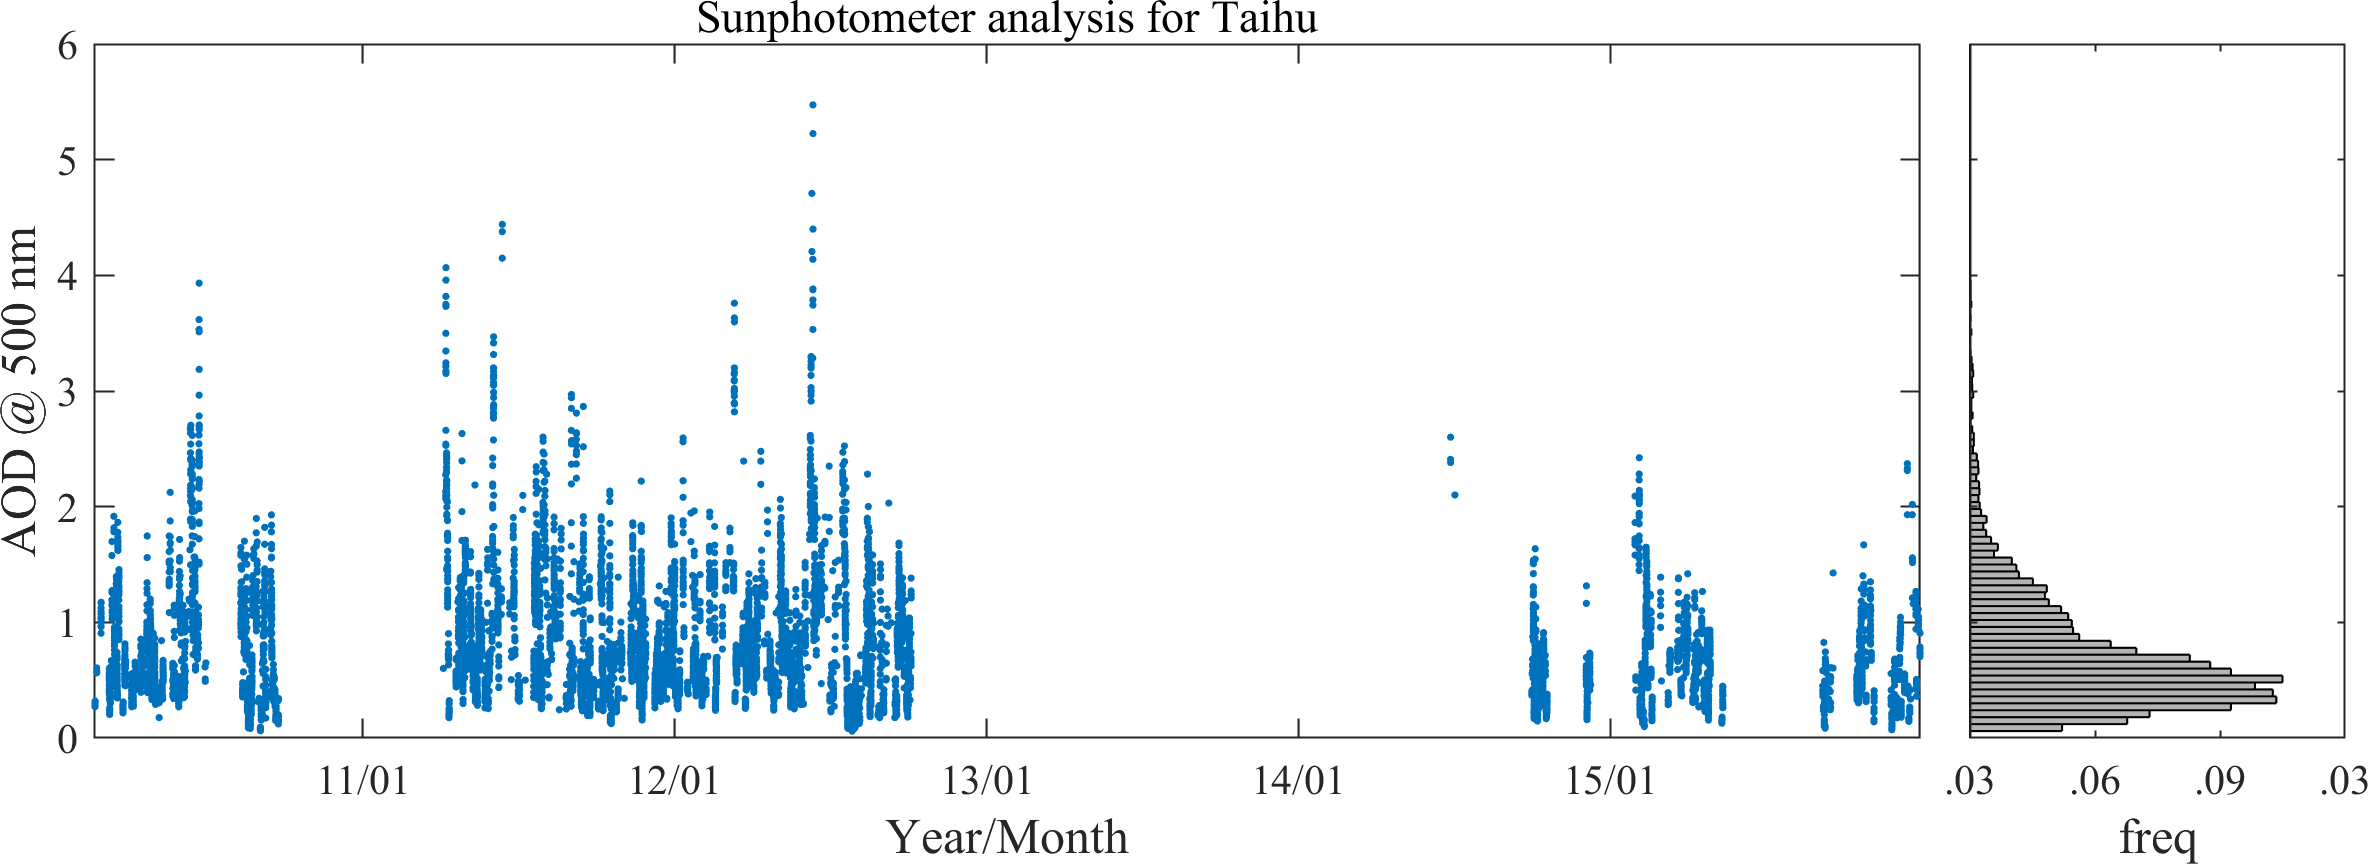 Sunphotometer analysis for Taihu
AOD @ 500 nm
6
5
4
3
2
1
0
11/01 12/01 13/01 14/01 15/01
Year/Month
.03 .06 .09 .03
freq